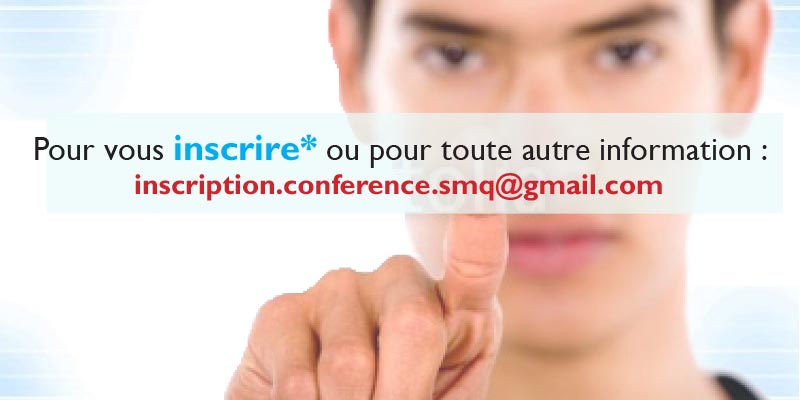 Pour vous inscrire* ou pour toute autre information :
inscription.conference.smq@gmail.com